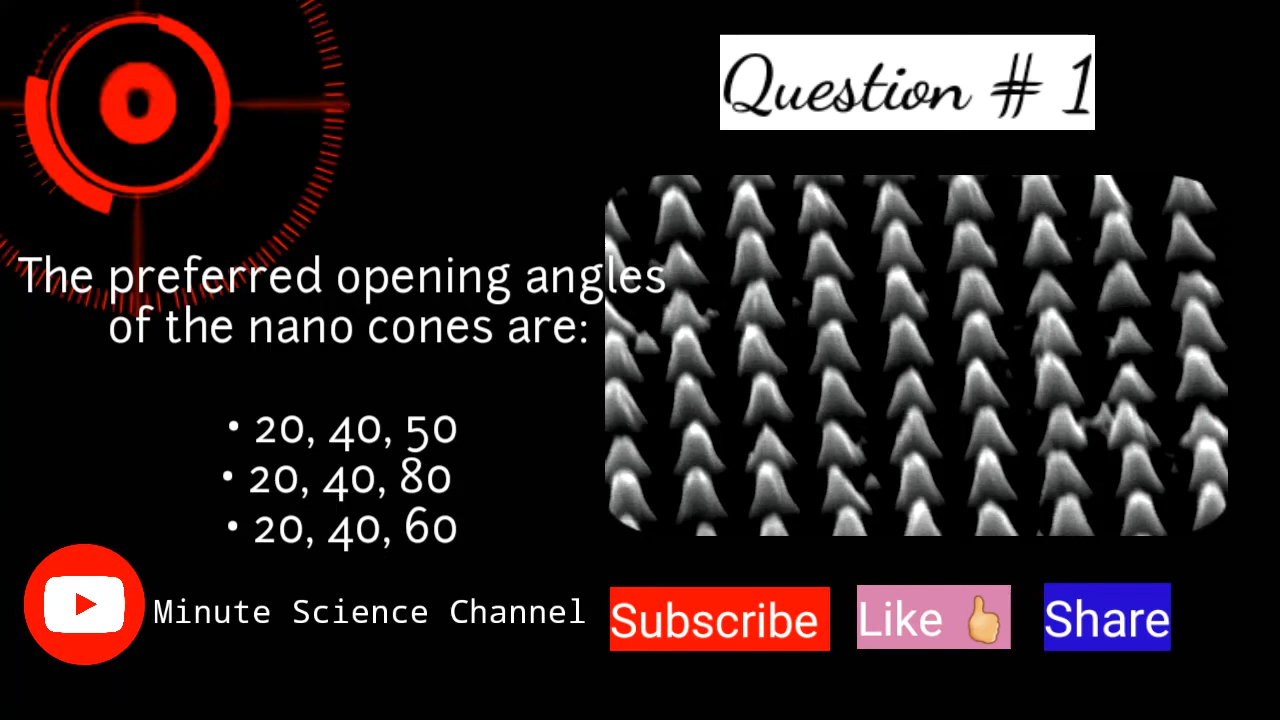 Question # 1
The preferred opening angles
of the nano cones are:
• 20, 40, 50
• 20, 40, 80
• 20, 40, 60
Minute Science Channel
Subscribe
Like 👍
Share